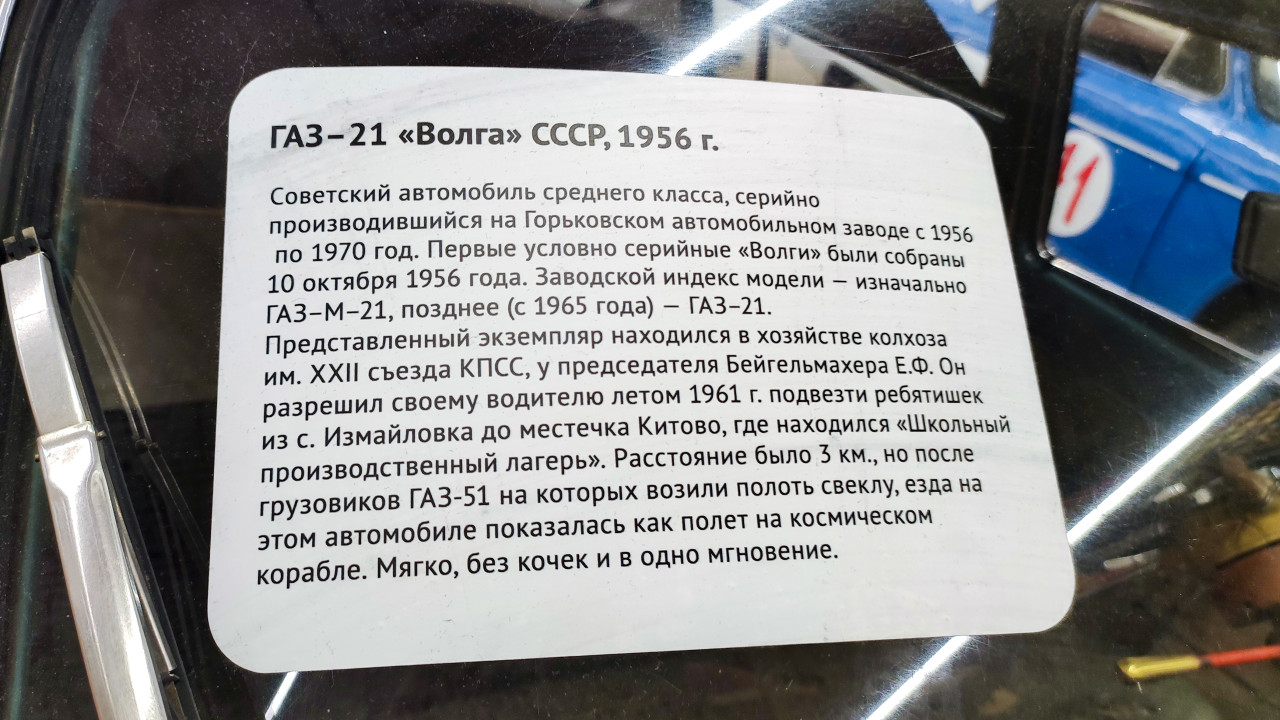 ГАЗ–21 «Волга» СССР, 1956 г.
Советский автомобиль среднего класса, серийно
производившийся на Горьковском автомобильном заводе с 1956
по 1970 год. Первые условно серийные «Волги» были собраны
10 октября 1956 года. Заводской индекс модели – изначально
ГАЗ–М–21, позднее (с 1965 года) – ГАЗ–21.
Представленный экземпляр находился в хозяйстве колхоза
им. XXII съезда КПСС, у председателя Бейгельмахера Е.Ф. Он
разрешил своему водителю летом 1961 г. подвезти ребятишек
из с. Измайловка до местечка Китово, где находился «Школьный
производственный лагерь». Расстояние было 3 км., но после
грузовиков ГАЗ-51 на которых возили полоть свеклу, езда на
этом автомобиле показалась как полет на космическом
корабле. Мягко, без кочек и в одно мгновение.